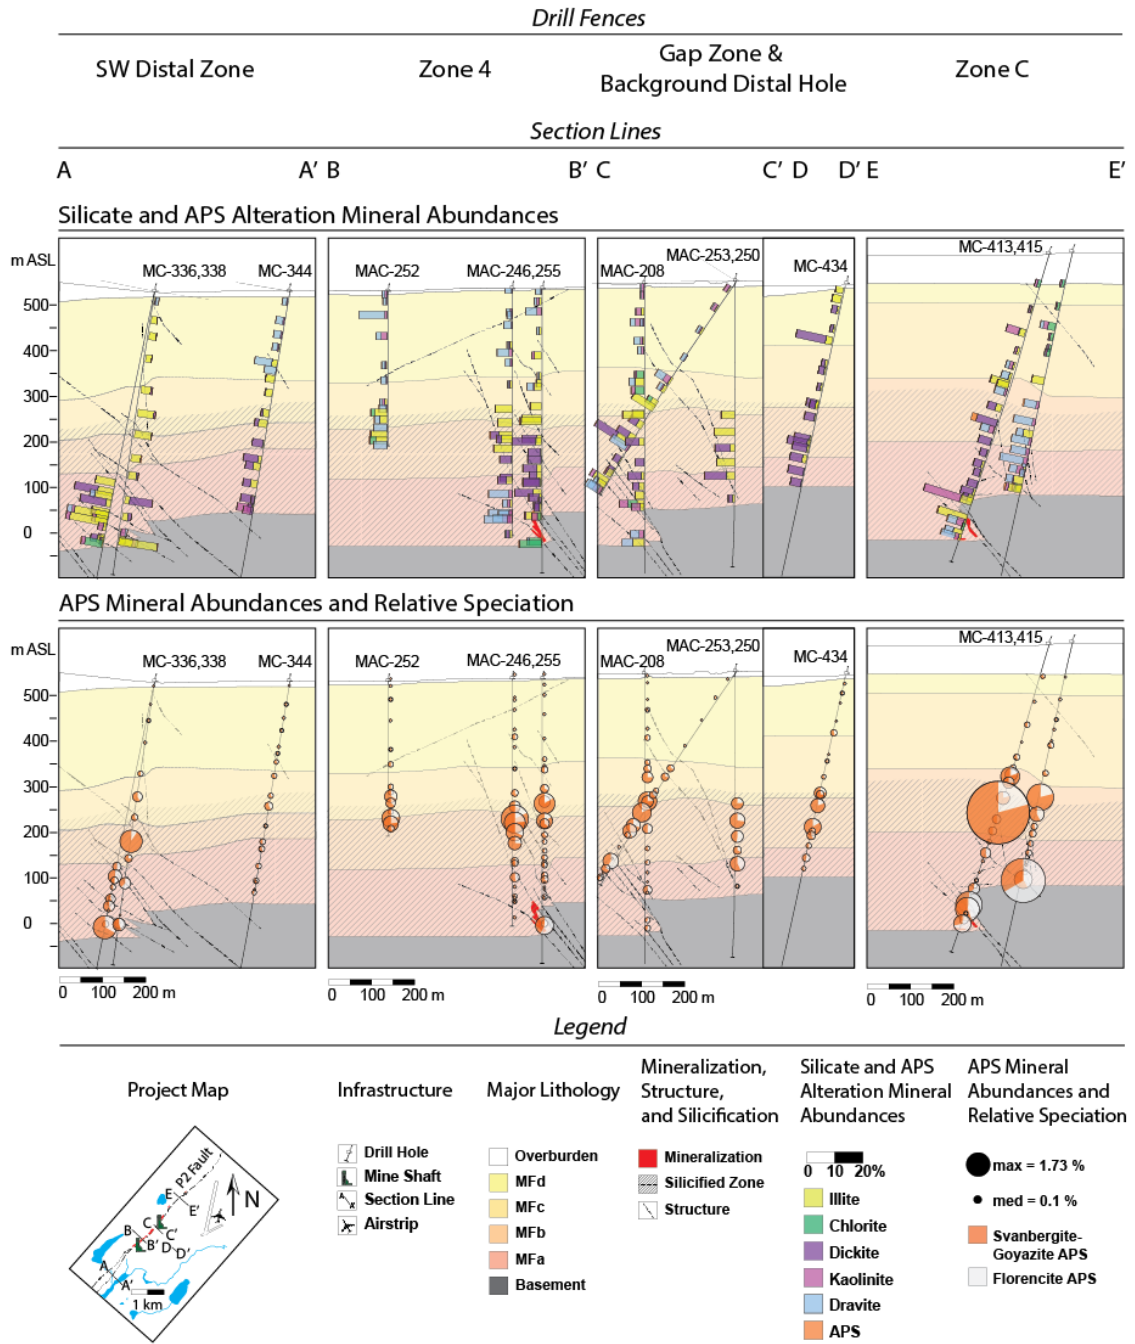 Drill Fences
SW Distal Zone
Zone 4
Gap Zone &
Background Distal Hole
Zone C
Section Lines
A A' B B' C C' D D' E E'
Silicate and APS Alteration Mineral Abundances
m ASL
MC-336,338
MC-344
MAC-252
MAC-246,255
MAC-208
MAC-253,250
MC-434
MC-413,415
500
400
300
200
100
0
APS Mineral Abundances and Relative Speciation
m ASL
MC-336,338
MC-344
MAC-252
MAC-246,255
MAC-208
MAC-253,250
MC-434
MC-413,415
500
400
300
200
100
0
0 100 200 m
0 100 200 m
0 100 200 m
0 100 200 m
Legend
Project Map
P2 Fault
N
E
E'
C
C'
B
B'
D
D'
A
A'
1 km
Infrastructure
Drill Hole
Mine Shaft
Section Line
Airstrip
Major Lithology
Overburden
MFd
MFc
MFb
MFa
Basement
Mineralization,
Structure,
and Silicification
Mineralization
Silicified Zone
Structure
Silicate and APS
Alteration Mineral
Abundances
0 10 20%
Illite
Chlorite
Dickite
Kaolinite
Dravite
APS
APS Mineral
Abundances and
Relative Speciation
max = 1.73 %
med = 0.1 %
Svanbergite-
Goyazite APS
Florencite APS